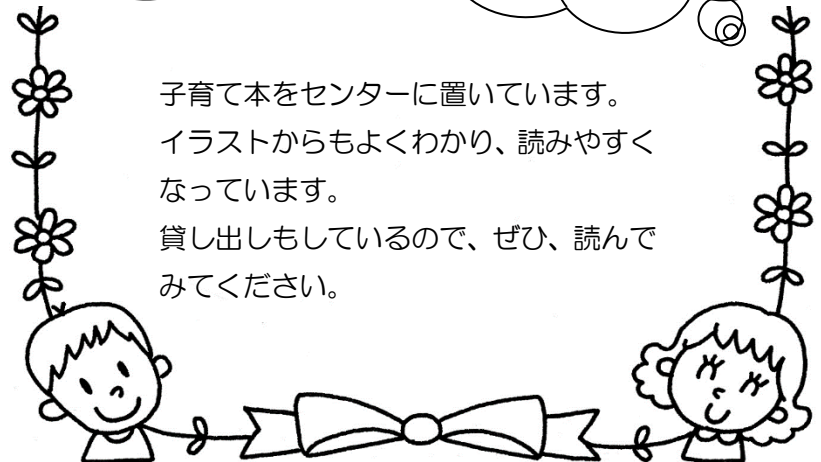 子育て本をセンターに置いています。
イラストからもよくわかり、読みやすく
なっています。
貸し出しもしているので、ぜひ、読んで
みてください。